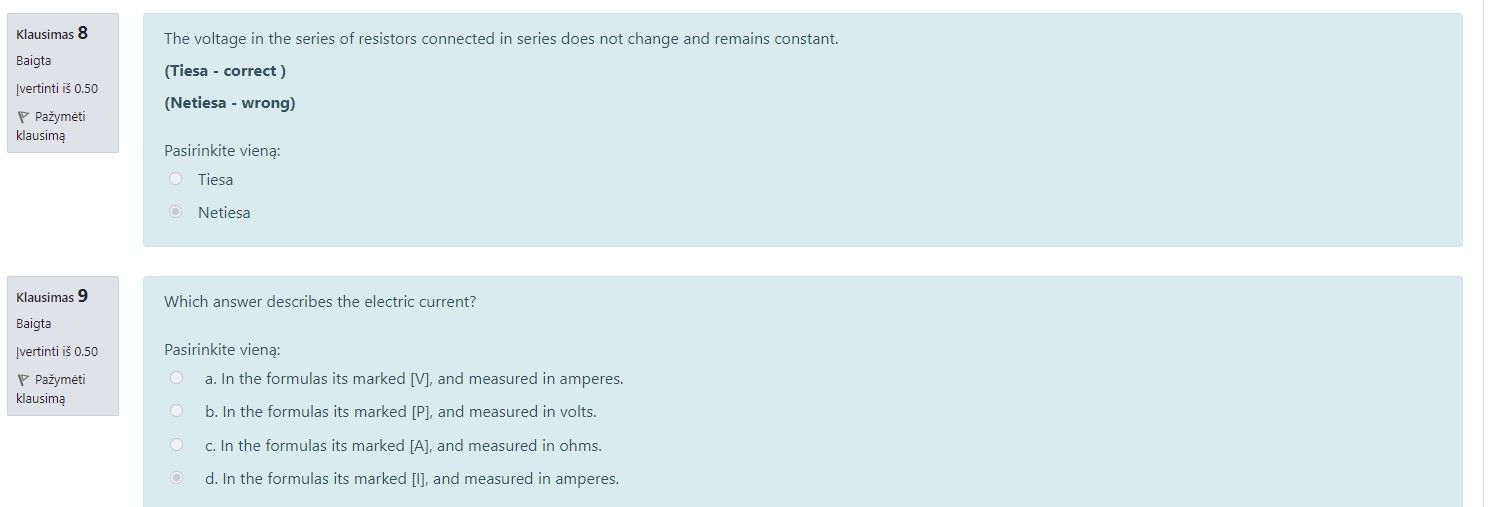 Klausimas 8
Baigta
Įvertinti iš 0.50
Pažymėti
klausimą
The voltage in the series of resistors connected in series does not change and remains constant.
(Tiesa - correct )
(Netiesa - wrong)
Pasirinkite vieną:
Tiesa
Netiesa
Klausimas 9
Baigta
Įvertinti iš 0.50
Pažymėti
klausimą
Which answer describes the electric current?
Pasirinkite vieną:
a. In the formulas its marked [V], and measured in amperes.
b. In the formulas its marked [P], and measured in volts.
c. In the formulas its marked [A], and measured in ohms.
d. In the formulas its marked [I], and measured in amperes.